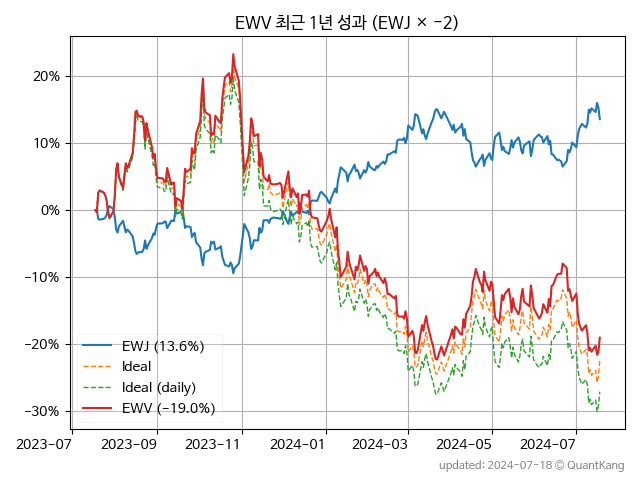 EWV 최근 1년 성과 (EWJ × −2)
20%
10%
0%
−10%
−20%
−30%
EWJ (13.6%)
Ideal
Ideal (daily)
EWV (−19.0%)
2023-07
2023-09
2023-11
2024-01
2024-03
2024-05
2024-07
updated: 2024-07-18 © QuantKang